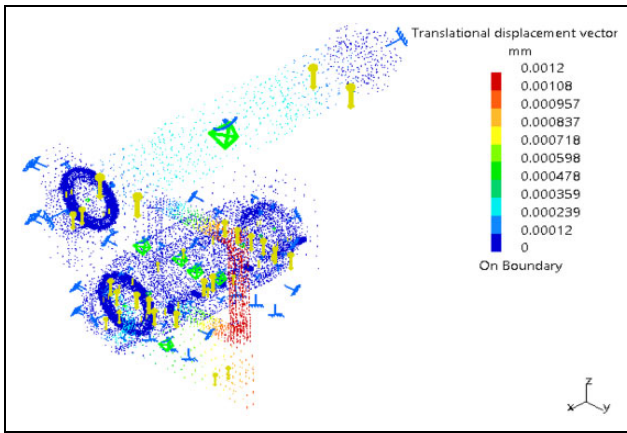 Translational displacement vector
mm
0.0012
0.00108
0.000957
0.000837
0.000718
0.000598
0.000478
0.000359
0.000239
0.00012
0
On Boundary
z
x y